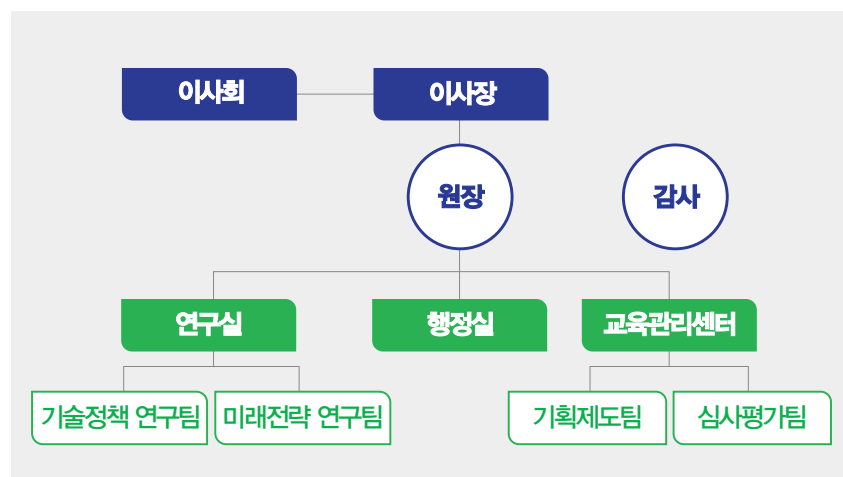 이사회
이사장
원장
감사
연구실
행정실
교육관리센터
기술정책 연구팀
미래전략 연구팀
기획제도팀
심사평가팀